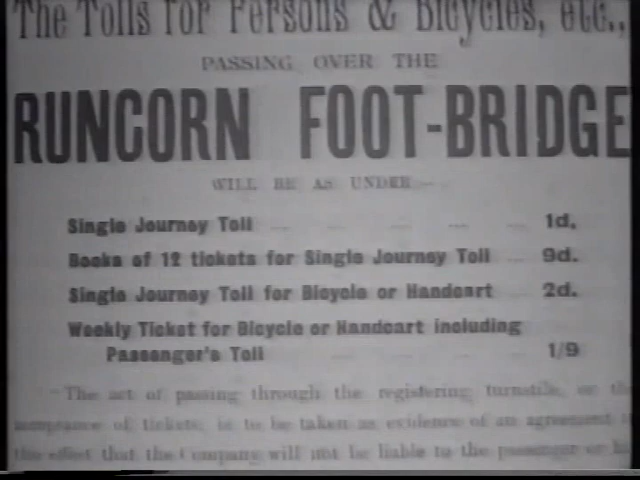 The Tolls for Persons & Bicycles, etc.,
PASSING OVER THE
RUNCORN FOOT-BRIDGE
WILL BE AS UNDER—
Single Journey Toll ... ... ... ... 1d.
Books of 12 tickets for Single Journey Toll ... 9d.
Single Journey Toll for Bicycle or Handcart ... 2d.
Weekly Ticket for Bicycle or Handcart including
Passenger's Toll ... ... ... 1/9
"The act of passing through the registering turnstile, or the
acceptance of tickets, is to be taken as evidence of an agreement
the effect that the Company will not be liable to the passenger or